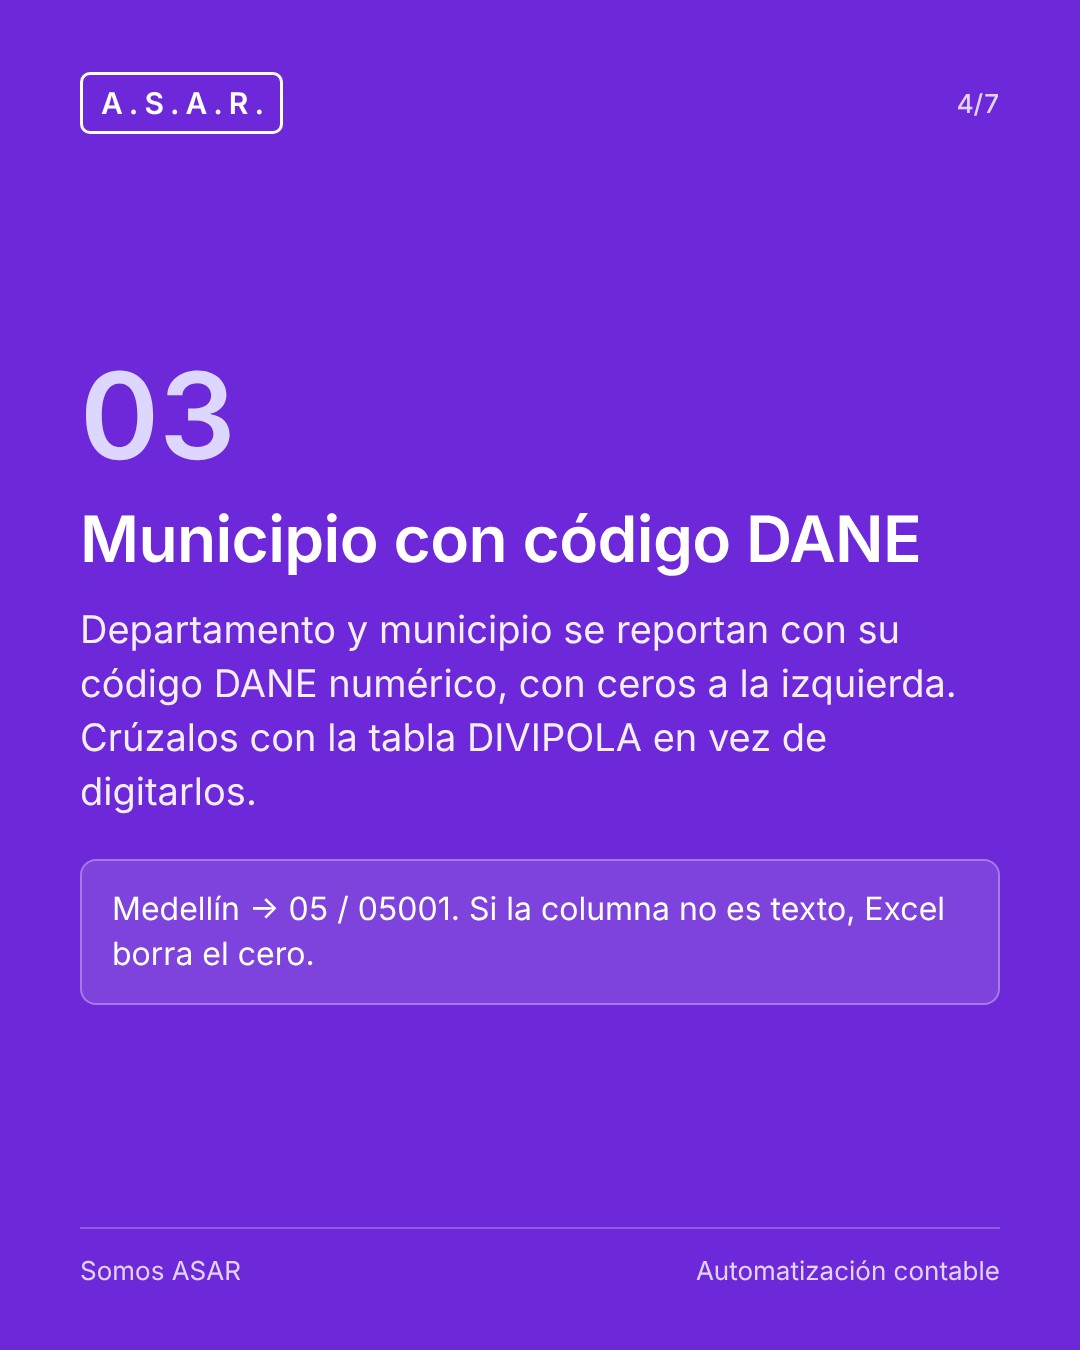 A.S.A.R.
4/7
03
Municipio con código DANE
Departamento y municipio se reportan con su
código DANE numérico, con ceros a la izquierda.
Crúzalos con la tabla DIVIPOLA en vez de
digitarlos.
Medellín → 05 / 05001. Si la columna no es texto, Excel
borra el cero.
Somos ASAR
Automatización contable